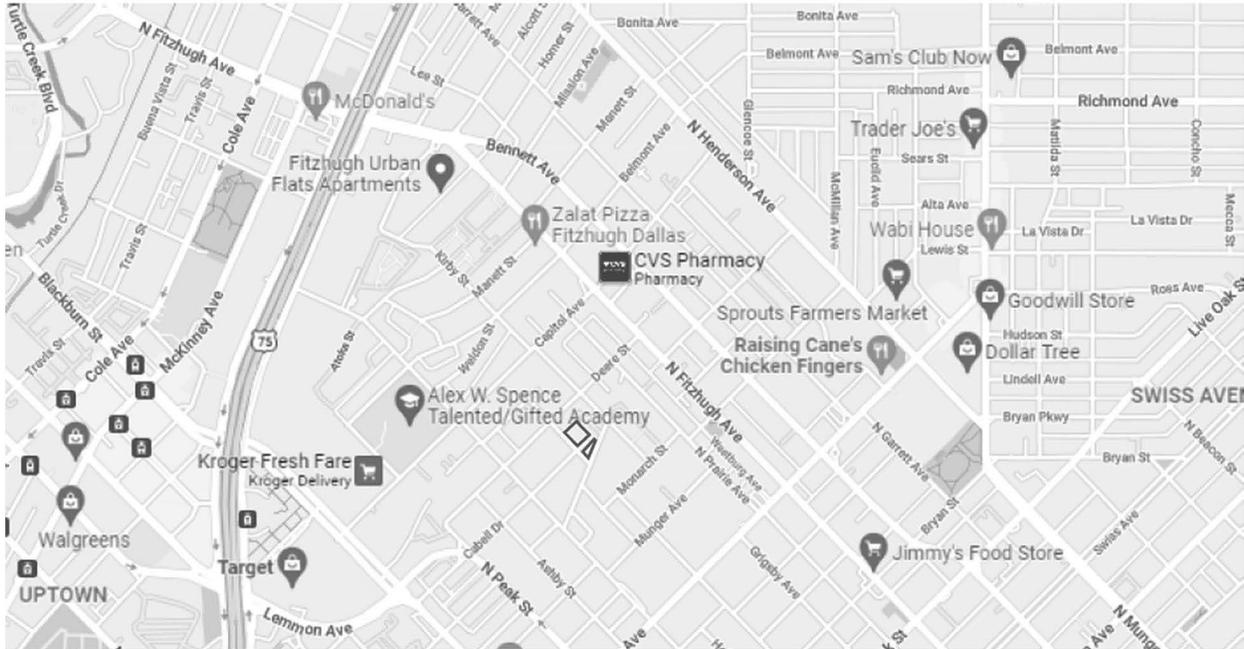 Turtle Creek Blvd
N Fitzhugh Ave
Buena Vista St
Travis St
Cole Ave
McDonald's
Lee St
Alcott St
Homer St
Bonita Ave
Bonita Ave
Belmont Ave
Sam's Club Now
Belmont Ave
Richmond Ave
Richmond Ave
Manett St
Belmont Ave
Glencoe St
N Henderson Ave
Trader Joe's
Sears St
Euclid Ave
McMillan Ave
Matilda St
Concho St
Mecca St
Bennett Ave
Fitzhugh Urban
Flats Apartments
Turtle Creek Dr
Zalat Pizza
Fitzhugh Dallas
Alta Ave
Wabi House
Lewis St
La Vista Dr
La Vista Dr
en
Travis St
Kirby St
Manett St
CVS Pharmacy
Pharmacy
Blackburn St
McKinney Ave
Travis St
Cole Ave
75
Atoka St
Weldon St
Capitol Ave
Deere St
Sprouts Farmers Market
Goodwill Store
Ross Ave
Live Oak St
Raising Cane's
Chicken Fingers
Hudson St
Dollar Tree
Lindell Ave
SWISS AVEN
Bryan Pkwy
N Beacon St
Bryan St
Alex W. Spence
Talented/Gifted Academy
N Fitzhugh Ave
N Garrett Ave
Kroger Fresh Fare
Kroger Delivery
Monarch St
Westburg Ave
N Prairie Ave
Munger Ave
Bryan St
Swiss Ave
Walgreens
Target
UPTOWN
Lemmon Ave
Cabell Dr
N Peak St
Ashby St
Grigsby Ave
Jimmy's Food Store
N Mung
Ave
k St
Ave